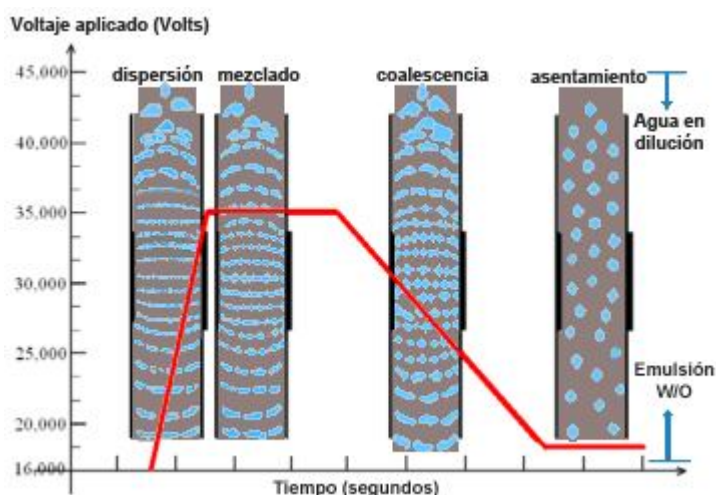 Voltaje aplicado (Volts)
45,000
dispersión
mezclado
coalescencia
asentamiento
Agua en
dilución
40,000
35,000
30,000
25,000
Emulsión
W/O
20,000
16,000
Tiempo (segundos)